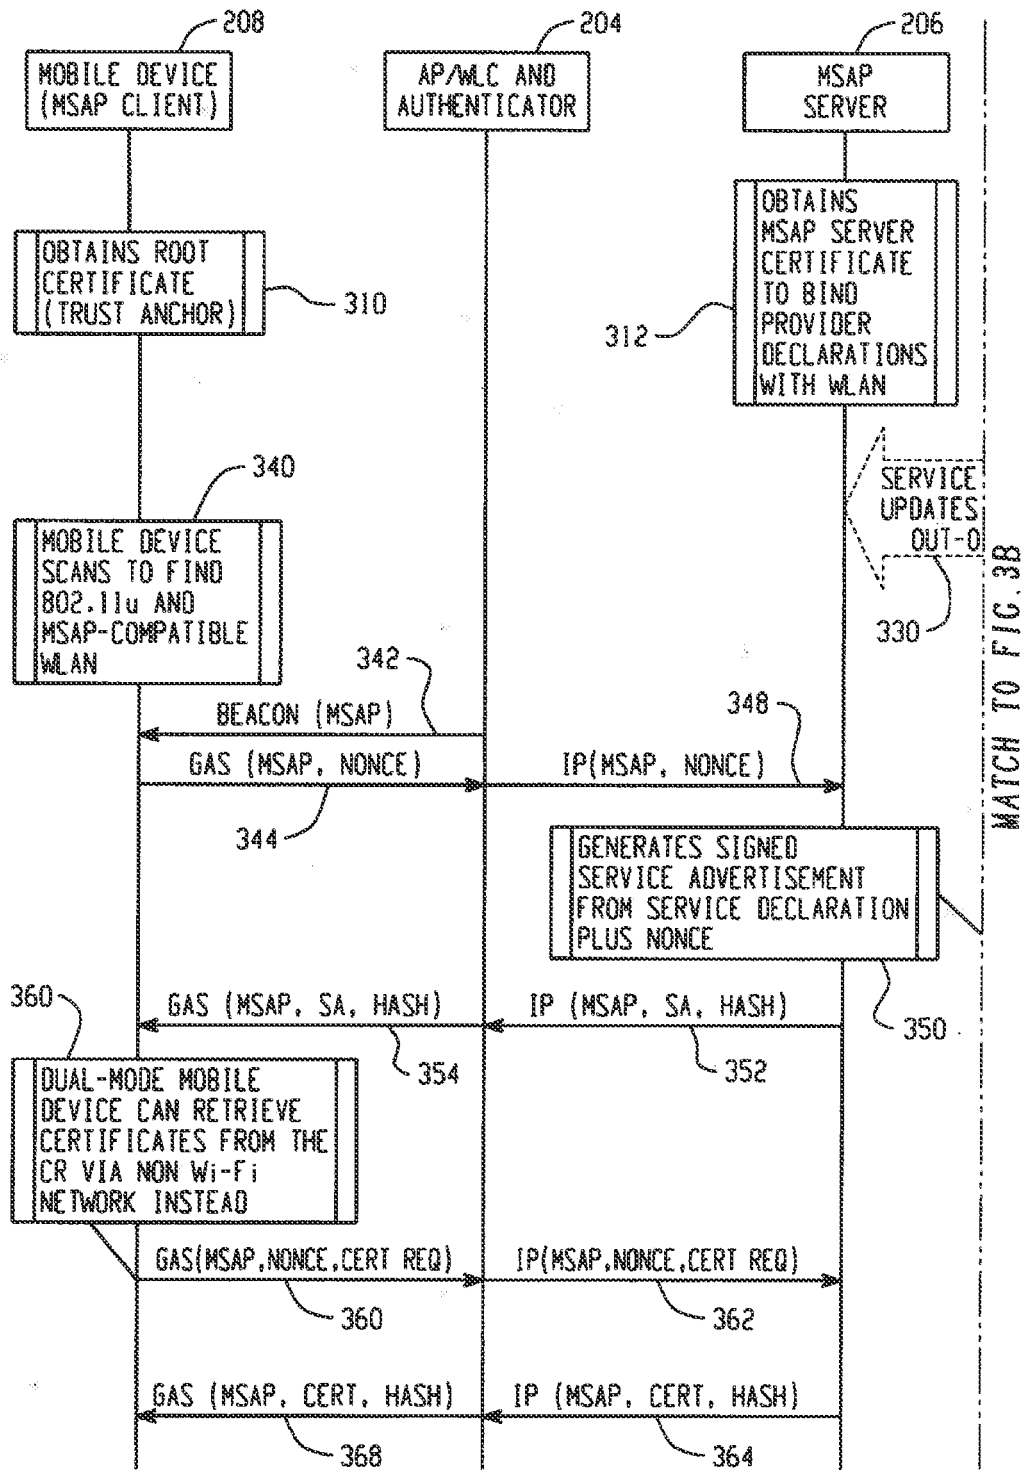 208
204
206
MOBILE DEVICE
(MSAP CLIENT)
AP/WLC AND
AUTHENTICATOR
MSAP
SERVER
OBTAINS ROOT
CERTIFICATE
(TRUST ANCHOR)
310
OBTAINS
MSAP SERVER
CERTIFICATE
TO BIND
PROVIDER
DECLARATIONS
WITH WLAN
312
340
SERVICE
UPDATES
OUT-O
330
MOBILE DEVICE
SCANS TO FIND
802.11u AND
MSAP-COMPATIBLE
WLAN
342
BEACON (MSAP)
348
GAS (MSAP, NONCE)
IP(MSAP, NONCE)
344
MATCH TO FIG. 3B
GENERATES SIGNED
SERVICE ADVERTISEMENT
FROM SERVICE DECLARATION
PLUS NONCE
350
360
GAS (MSAP, SA, HASH)
IP (MSAP, SA, HASH)
354
352
DUAL-MODE MOBILE
DEVICE CAN RETRIEVE
CERTIFICATES FROM THE
CR VIA NON Wi-Fi
NETWORK INSTEAD
GAS(MSAP,NONCE,CERT REQ)
IP(MSAP,NONCE,CERT REQ)
360
362
GAS (MSAP, CERT, HASH)
IP (MSAP, CERT, HASH)
368
364